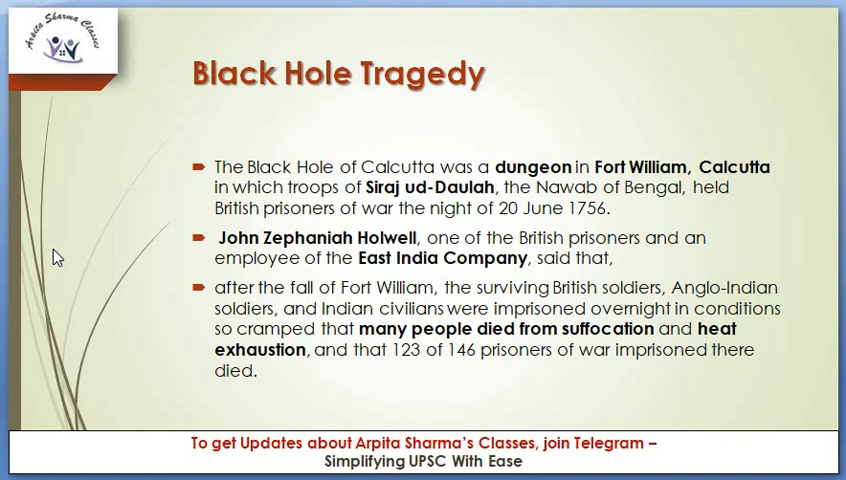 Arpita Sharma Classes
Black Hole Tragedy
The Black Hole of Calcutta was a dungeon in Fort William, Calcutta
in which troops of Siraj ud-Daulah, the Nawab of Bengal, held
British prisoners of war the night of 20 June 1756.
John Zephaniah Holwell, one of the British prisoners and an
employee of the East India Company, said that,
after the fall of Fort William, the surviving British soldiers, Anglo-Indian
soldiers, and Indian civilians were imprisoned overnight in conditions
so cramped that many people died from suffocation and heat
exhaustion, and that 123 of 146 prisoners of war imprisoned there
died.
To get Updates about Arpita Sharma's Classes, join Telegram –
Simplifying UPSC With Ease